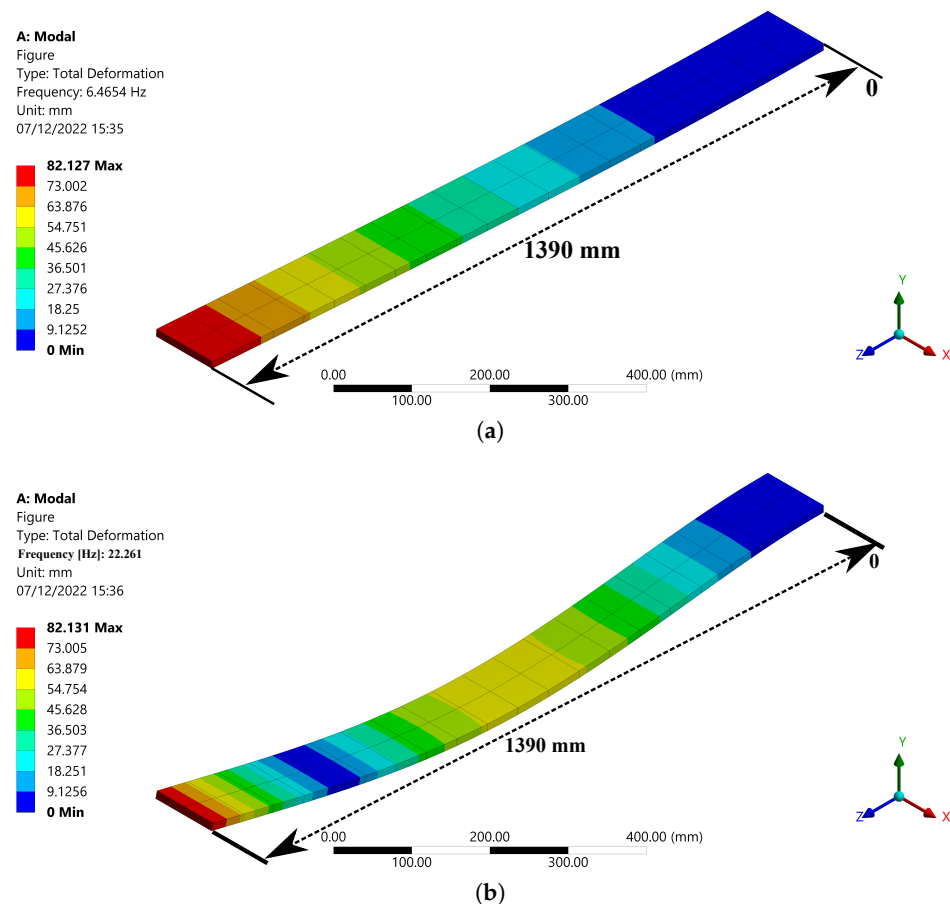 A: Modal
Figure
Type: Total Deformation
Frequency: 6.4654 Hz
Unit: mm
07/12/2022 15:35
82.127 Max
73.002
63.876
54.751
45.626
36.501
27.376
18.25
9.1252
0 Min
0
1390 mm
Y
Z
X
0.00 200.00 400.00 (mm)
100.00 300.00
(a)
A: Modal
Figure
Type: Total Deformation
Frequency [Hz]: 22.261
Unit: mm
07/12/2022 15:36
82.131 Max
73.005
63.879
54.754
45.628
36.503
27.377
18.251
9.1256
0 Min
0
1390 mm
Y
Z
X
0.00 200.00 400.00 (mm)
100.00 300.00
(b)